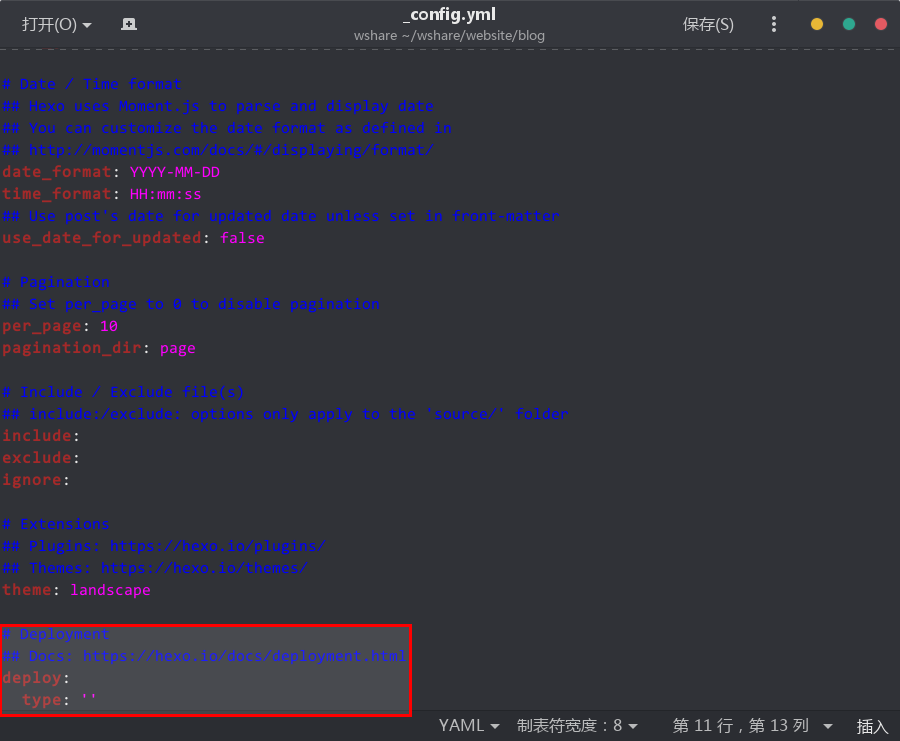 打开(O)
_config.yml
wshare ~/wshare/website/blog
保存(S)
# Date / Time format
## Hexo uses Moment.js to parse and display date
## You can customize the date format as defined in
## http://momentjs.com/docs/#/displaying/format/
date_format: YYYY-MM-DD
time_format: HH:mm:ss
## Use post's date for updated date unless set in front-matter
use_date_for_updated: false
# Pagination
## Set per_page to 0 to disable pagination
per_page: 10
pagination_dir: page
# Include / Exclude file(s)
## include:/exclude: options only apply to the 'source/' folder
include:
exclude:
ignore:
# Extensions
## Plugins: https://hexo.io/plugins/
## Themes: https://hexo.io/themes/
theme: landscape
# Deployment
## Docs: https://hexo.io/docs/deployment.html
deploy:
  type: ''
YAML 制表符宽度：8 第 11 行，第 13 列 插入